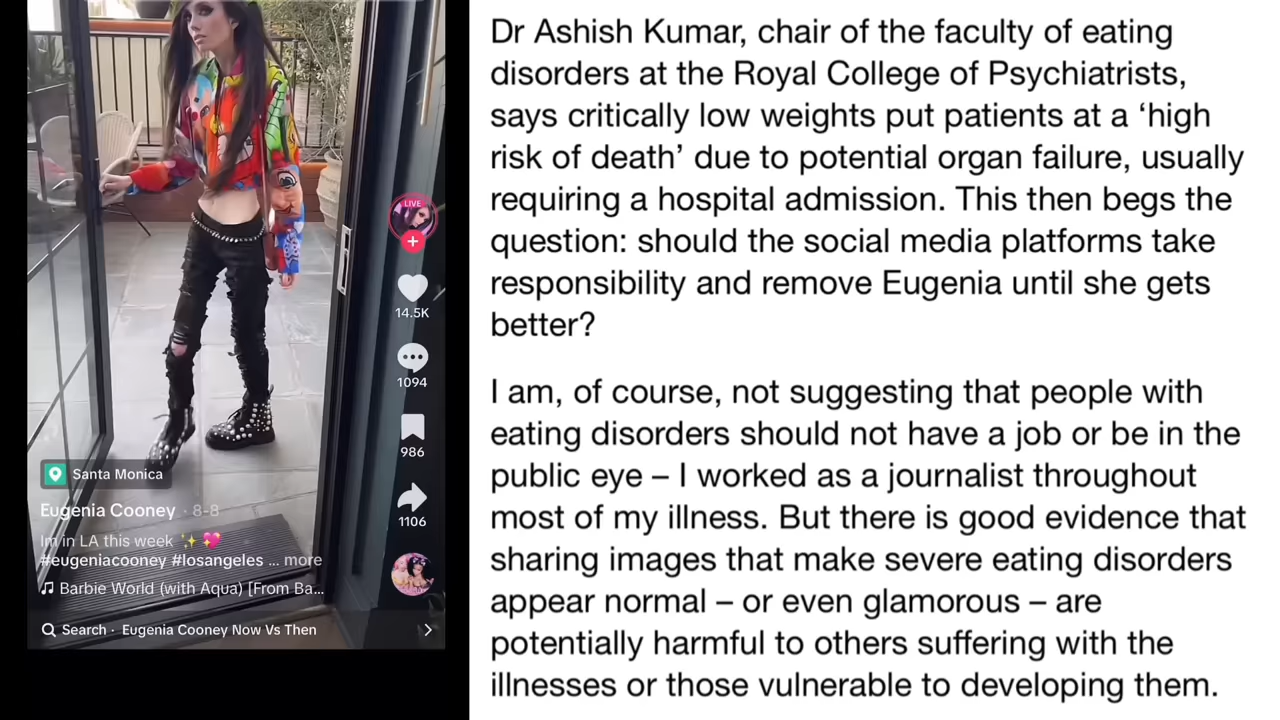 LIVE
14.5K
1094
986
1106
Santa Monica
Eugenia Cooney · 8-8
Im in LA this week ✨💖
#eugeniacooney #losangeles ... more
♫ Barbie World (with Aqua) [From Ba...
Search · Eugenia Cooney Now Vs Then
Dr Ashish Kumar, chair of the faculty of eating
disorders at the Royal College of Psychiatrists,
says critically low weights put patients at a ‘high
risk of death’ due to potential organ failure, usually
requiring a hospital admission. This then begs the
question: should the social media platforms take
responsibility and remove Eugenia until she gets
better?
I am, of course, not suggesting that people with
eating disorders should not have a job or be in the
public eye – I worked as a journalist throughout
most of my illness. But there is good evidence that
sharing images that make severe eating disorders
appear normal – or even glamorous – are
potentially harmful to others suffering with the
illnesses or those vulnerable to developing them.